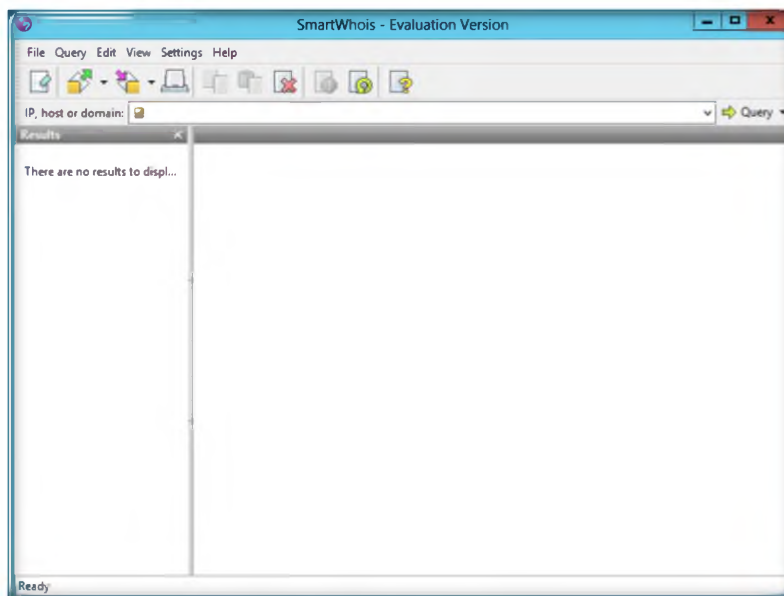 SmartWhois - Evaluation Version
File Query Edit View Settings Help
IP, host or domain:
Query
Results
There are no results to displ...
Ready